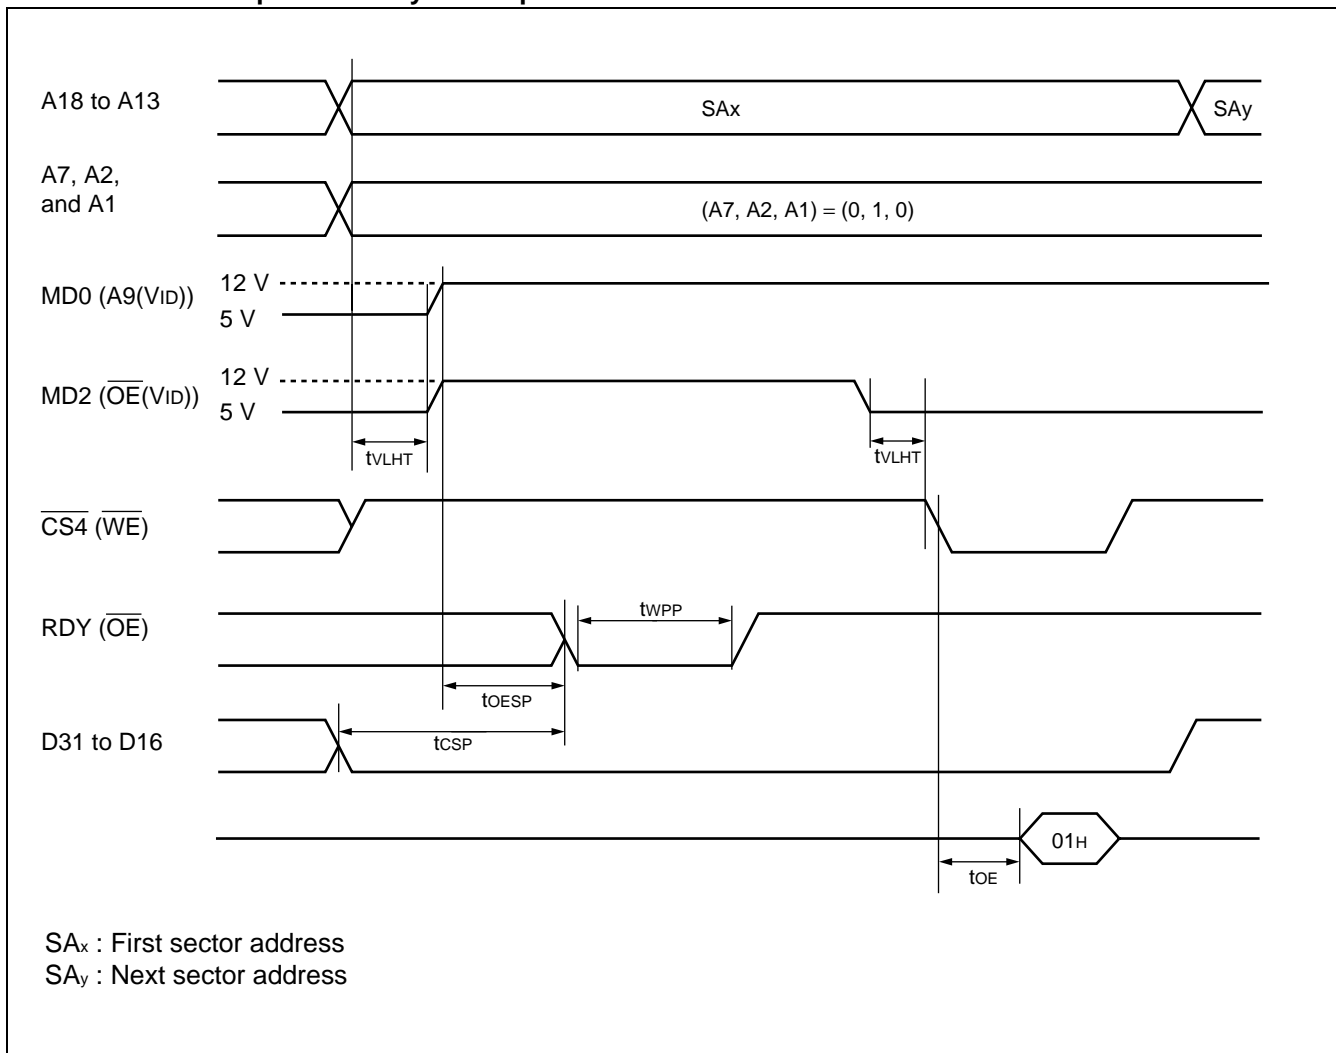 A18 to A13
SAx
SAy
A7, A2,
and A1
(A7, A2, A1) = (0, 1, 0)
MD0 (A9(VID))
12 V
5 V
MD2 (OE(VID))
12 V
5 V
tVLHT
tVLHT
CS4 (WE)
RDY (OE)
tWPP
tOESP
D31 to D16
tCSP
01H
tOE
SAx : First sector address
SAy : Next sector address